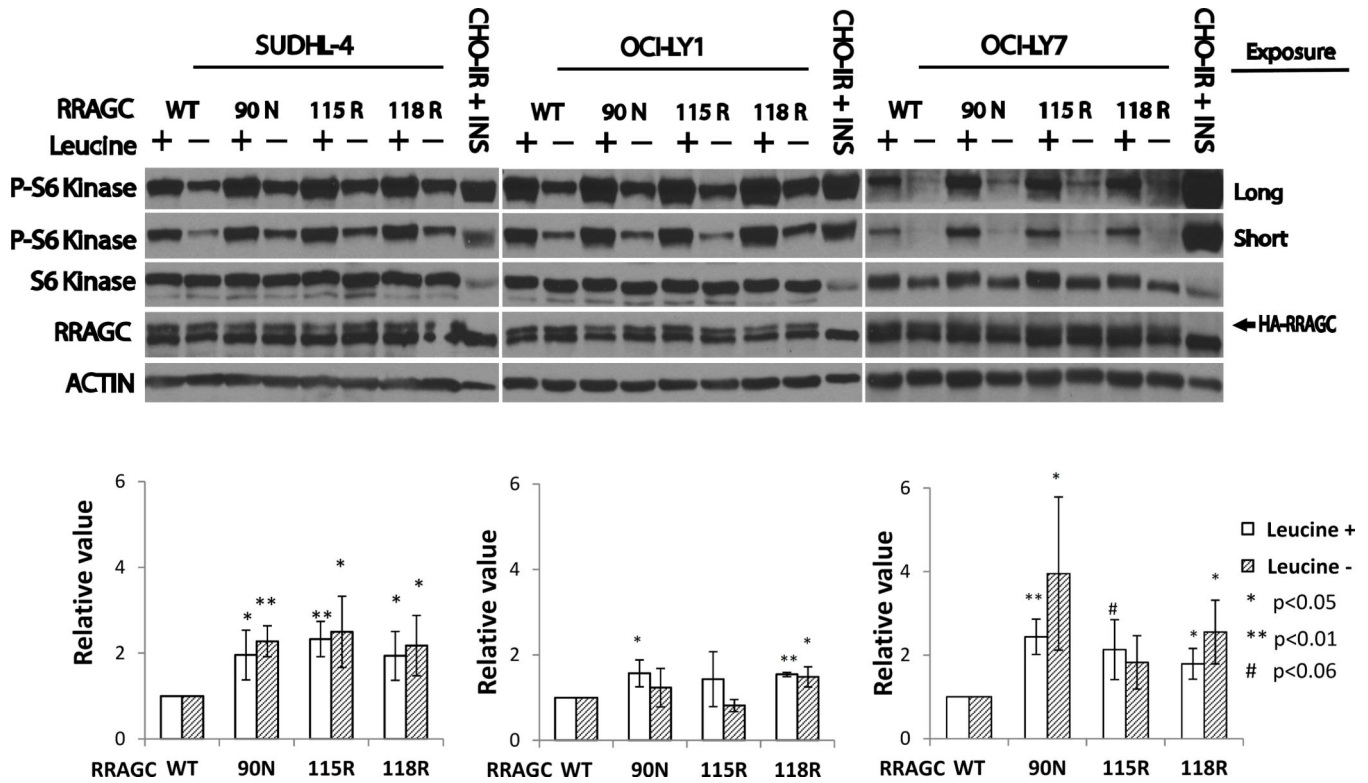 SUDHL-4 CHO-IR + INS OCI-LY1 CHO-IR + INS OCI-LY7 CHO-IR + INS Exposure
RRAGC WT 90 N 115 R 118 R WT 90 N 115 R 118 R WT 90 N 115 R 118 R
Leucine + − + − + − + − + − + − + − + − + − + − + − + −
P-S6 Kinase Long
P-S6 Kinase Short
S6 Kinase
RRAGC HA-RRAGC
ACTIN
Relative value
6
4
2
0
* ** ** * * *
RRAGC WT 90N 115R 118R
Relative value
6
4
2
0
* ** *
RRAGC WT 90N 115R 118R
Relative value
6
4
2
0
** * # * *
RRAGC WT 90N 115R 118R
Leucine +
Leucine -
* p<0.05
** p<0.01
# p<0.06